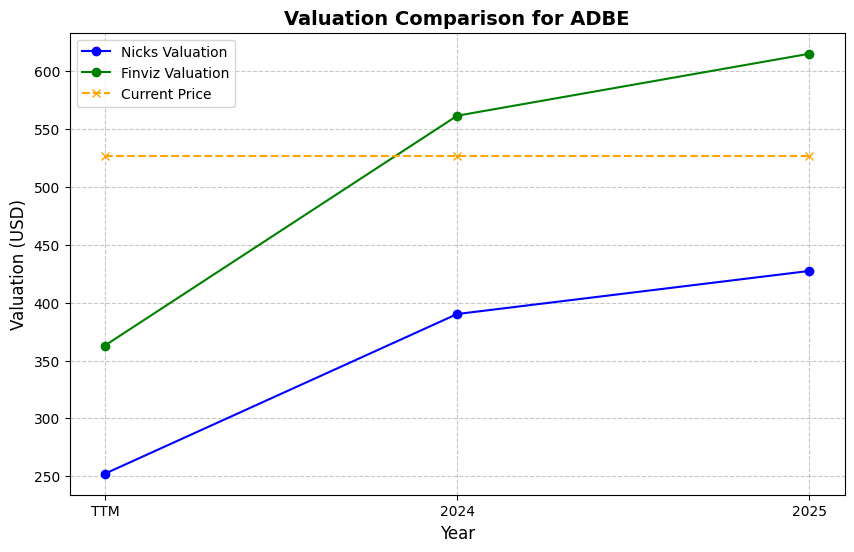 Valuation Comparison for ADBE
Nicks Valuation
Finviz Valuation
Current Price
Valuation (USD)
600
550
500
450
400
350
300
250
TTM
2024
2025
Year